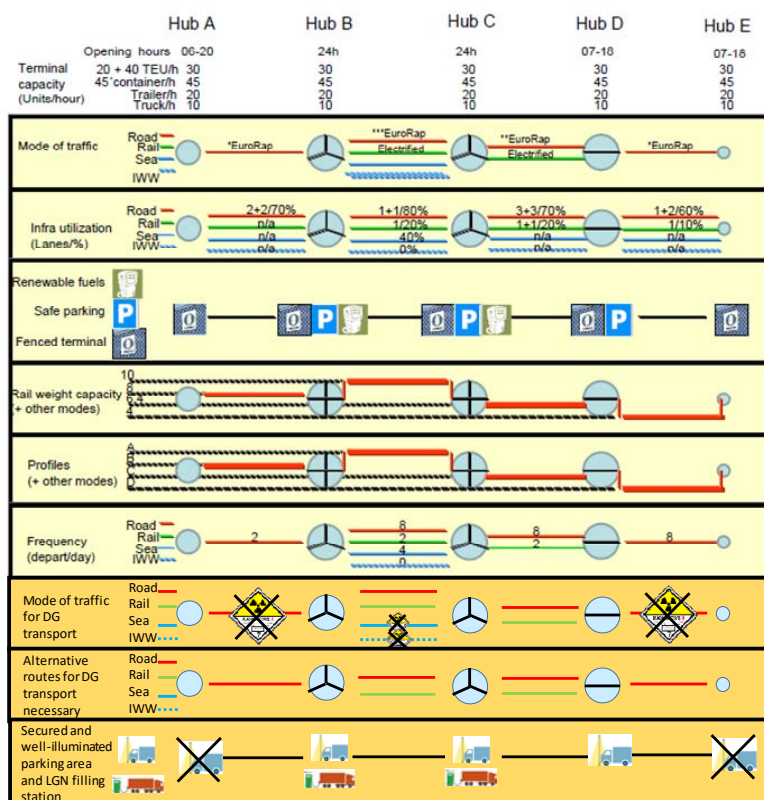 Hub A Hub B Hub C Hub D Hub E
Opening hours 06-20 24h 24h 07-18 07-18
Terminal capacity (Units/hour)
20 + 40 TEU/h 30 30 30 30 30
45´container/h 45 45 45 45 45
Trailer/h 20 20 20 20 20
Truck/h 10 10 10 10 10
Mode of traffic
Road
Rail
Sea
IWW
*EuroRap ***EuroRap **EuroRap *EuroRap
Electrified Electrified
Infra utilization
(Lanes/%)
Road 2+2/70% 1+1/80% 3+3/70% 1+2/60%
Rail n/a 1/20% 1+1/20% 1/10%
Sea n/a 40% n/a n/a
IWW n/a 0% n/a n/a
Renewable fuels
Safe parking P P P P
Fenced terminal
Rail weight capacity
(+ other modes)
10
8
6,4
4
Profiles
(+ other modes)
A
B
C
D
Frequency
(depart/day)
Road 2 8 8 8
Rail 2 2
Sea 4
IWW 0
Mode of traffic
for DG
transport
Road
Rail
Sea
IWW
Alternative
routes for DG
transport
necessary
Road
Rail
Sea
IWW
Secured and
well-illuminated
parking area
and LGN filling
station